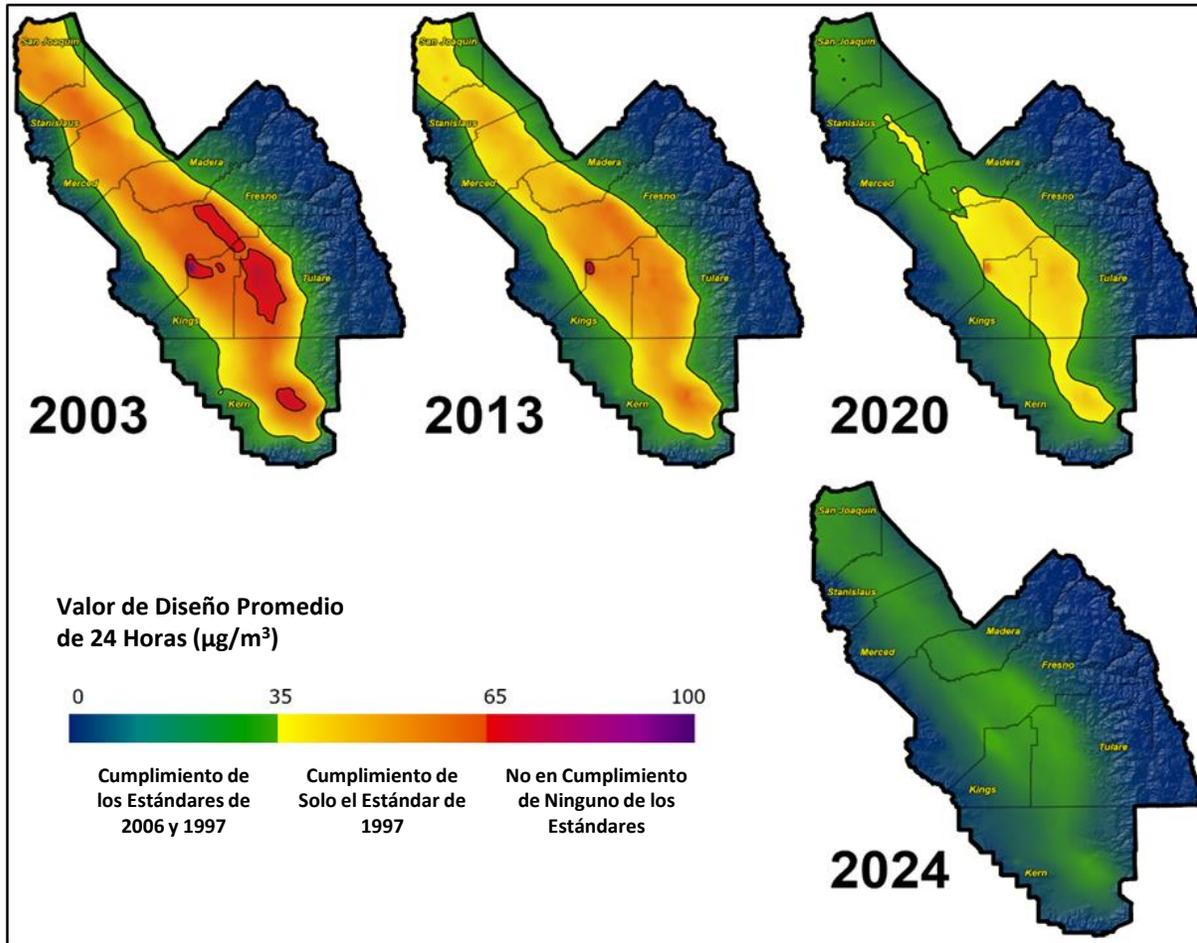 San Joaquin
Stanislaus
Merced
Madera
Fresno
Tulare
Kings
Kern
2003
San Joaquin
Stanislaus
Merced
Madera
Fresno
Tulare
Kings
Kern
2013
San Joaquin
Stanislaus
Merced
Madera
Fresno
Tulare
Kings
Kern
2020
Valor de Diseño Promedio
de 24 Horas (µg/m³)
0 35 65 100
Cumplimiento de
los Estándares de
2006 y 1997
Cumplimiento de
Solo el Estándar de
1997
No en Cumplimiento
de Ninguno de los
Estándares
San Joaquin
Stanislaus
Merced
Madera
Fresno
Tulare
Kings
Kern
2024